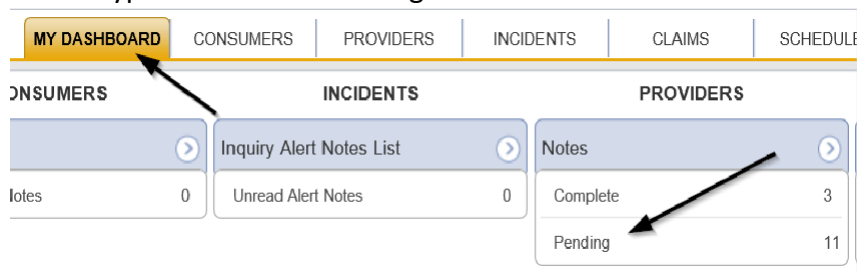 MY DASHBOARD CONSUMERS PROVIDERS INCIDENTS CLAIMS SCHEDULE
ONSUMERS INCIDENTS PROVIDERS
Inquiry Alert Notes List Notes
lotes 0 Unread Alert Notes 0 Complete 3
Pending 11